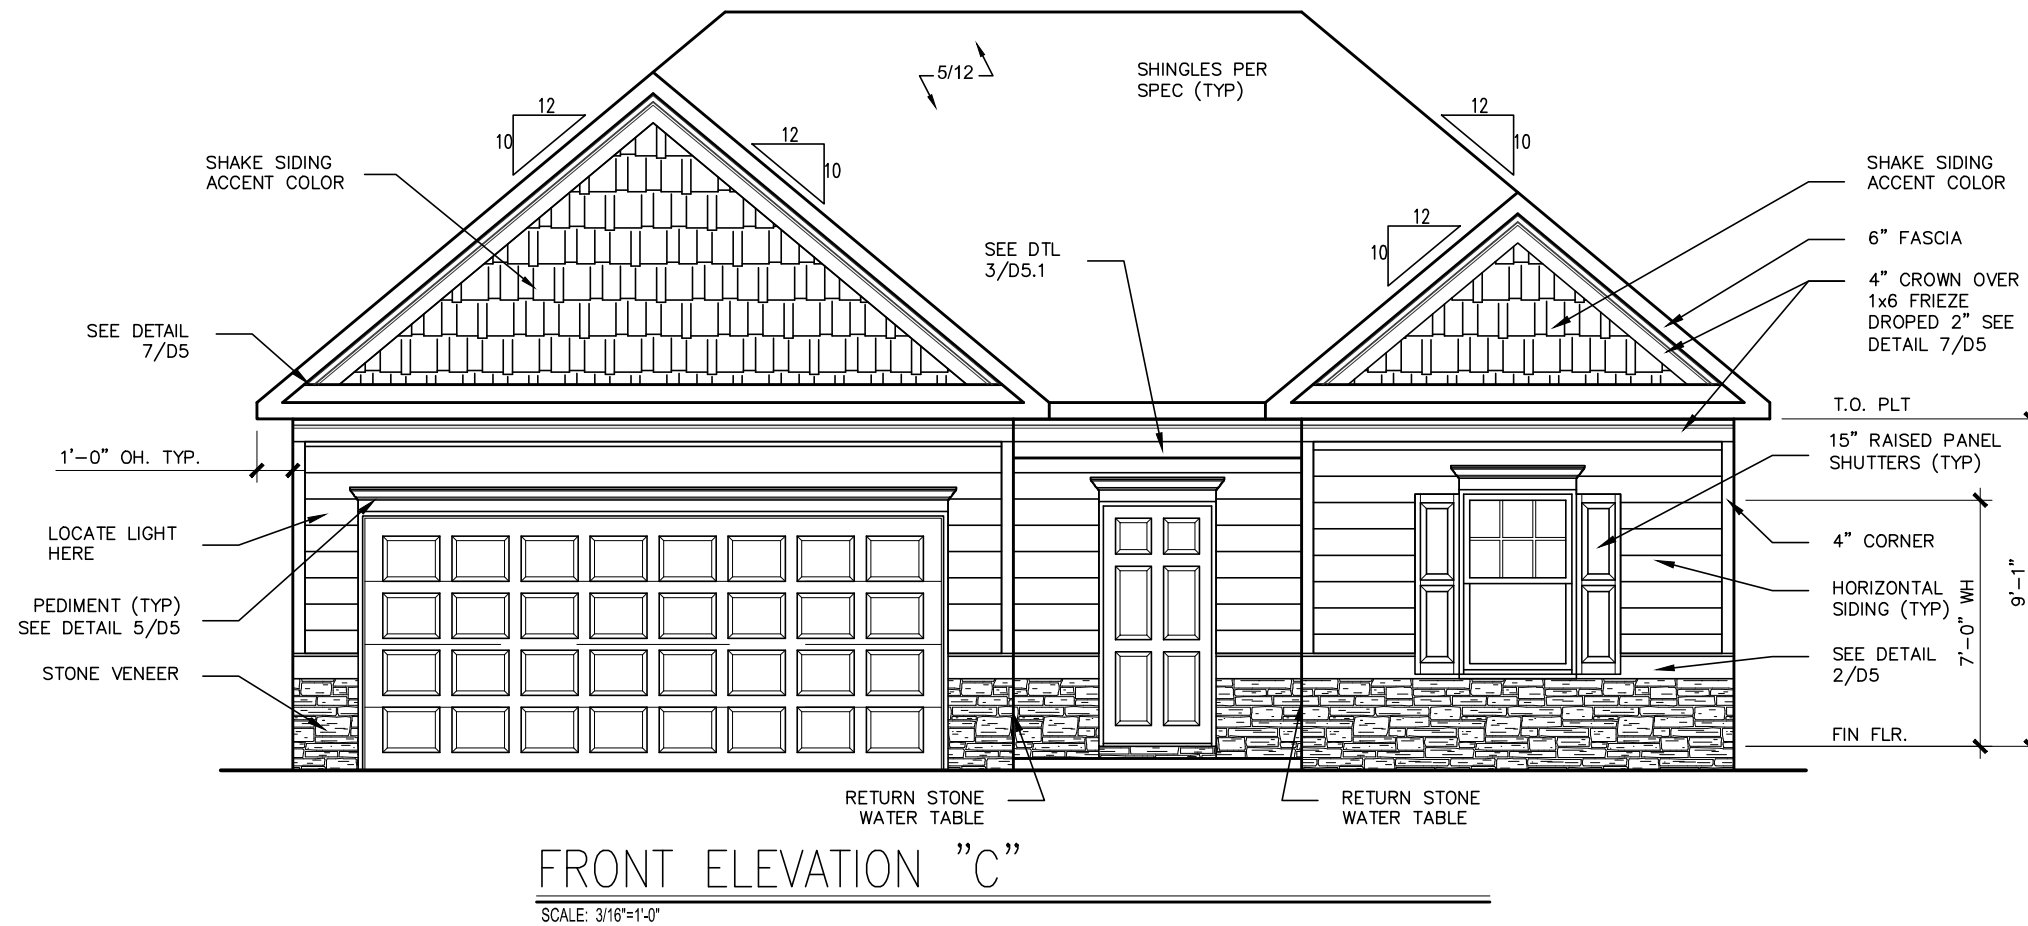 5/12
SHINGLES PER
SPEC (TYP)
12
10
12
10
12
10
12
10
SHAKE SIDING
ACCENT COLOR
SHAKE SIDING
ACCENT COLOR
SEE DTL
3/D5.1
6" FASCIA
4" CROWN OVER
1x6 FRIEZE
DROPED 2" SEE
DETAIL 7/D5
SEE DETAIL
7/D5
T.O. PLT
15" RAISED PANEL
SHUTTERS (TYP)
1'-0" OH. TYP.
LOCATE LIGHT
HERE
4" CORNER
HORIZONTAL
SIDING (TYP)
7'-0" WH
9'-1"
PEDIMENT (TYP)
SEE DETAIL 5/D5
STONE VENEER
SEE DETAIL
2/D5
FIN FLR.
RETURN STONE
WATER TABLE
RETURN STONE
WATER TABLE
FRONT ELEVATION "C"
SCALE: 3/16"=1'-0"